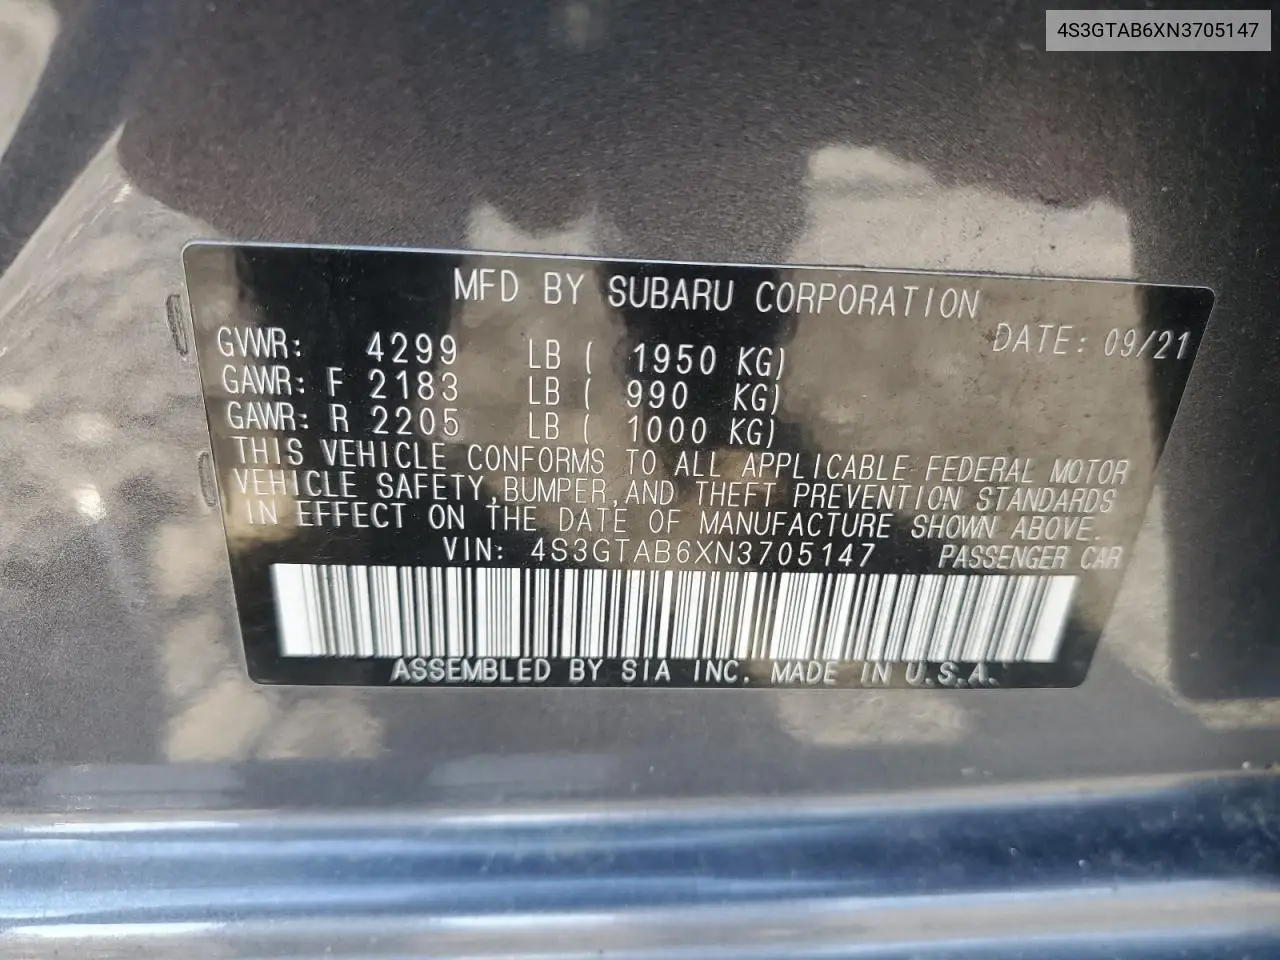 4S3GTAB6XN3705147
MFD BY SUBARU CORPORATION
DATE: 09/21
GVWR: 4299 LB ( 1950 KG)
GAWR: F 2183 LB ( 990 KG)
GAWR: R 2205 LB ( 1000 KG)
THIS VEHICLE CONFORMS TO ALL APPLICABLE FEDERAL MOTOR
VEHICLE SAFETY,BUMPER,AND THEFT PREVENTION STANDARDS
IN EFFECT ON THE DATE OF MANUFACTURE SHOWN ABOVE.
VIN: 4S3GTAB6XN3705147 PASSENGER CAR
ASSEMBLED BY SIA INC. MADE IN U.S.A.